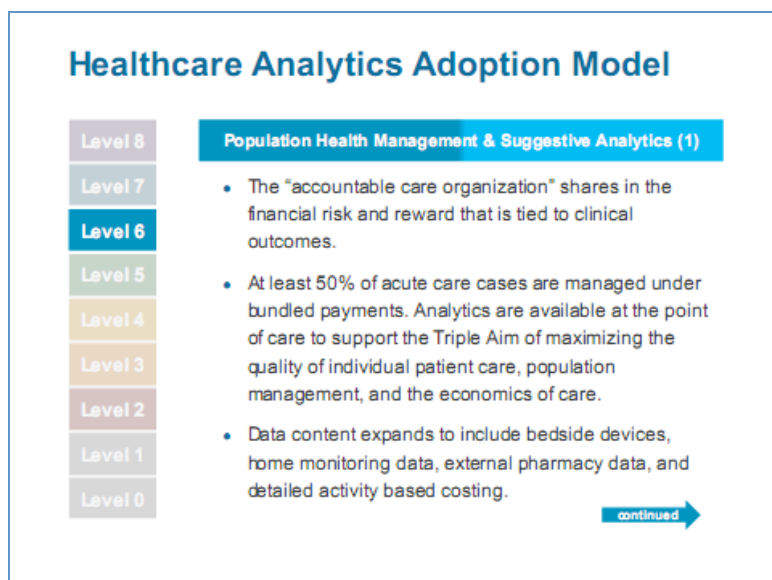 Healthcare Analytics Adoption Model
Level 8
Level 7
Level 6
Level 5
Level 4
Level 3
Level 2
Level 1
Level 0
Population Health Management & Suggestive Analytics (1)
• The “accountable care organization” shares in the
financial risk and reward that is tied to clinical
outcomes.
• At least 50% of acute care cases are managed under
bundled payments. Analytics are available at the point
of care to support the Triple Aim of maximizing the
quality of individual patient care, population
management, and the economics of care.
• Data content expands to include bedside devices,
home monitoring data, external pharmacy data, and
detailed activity based costing.
continued